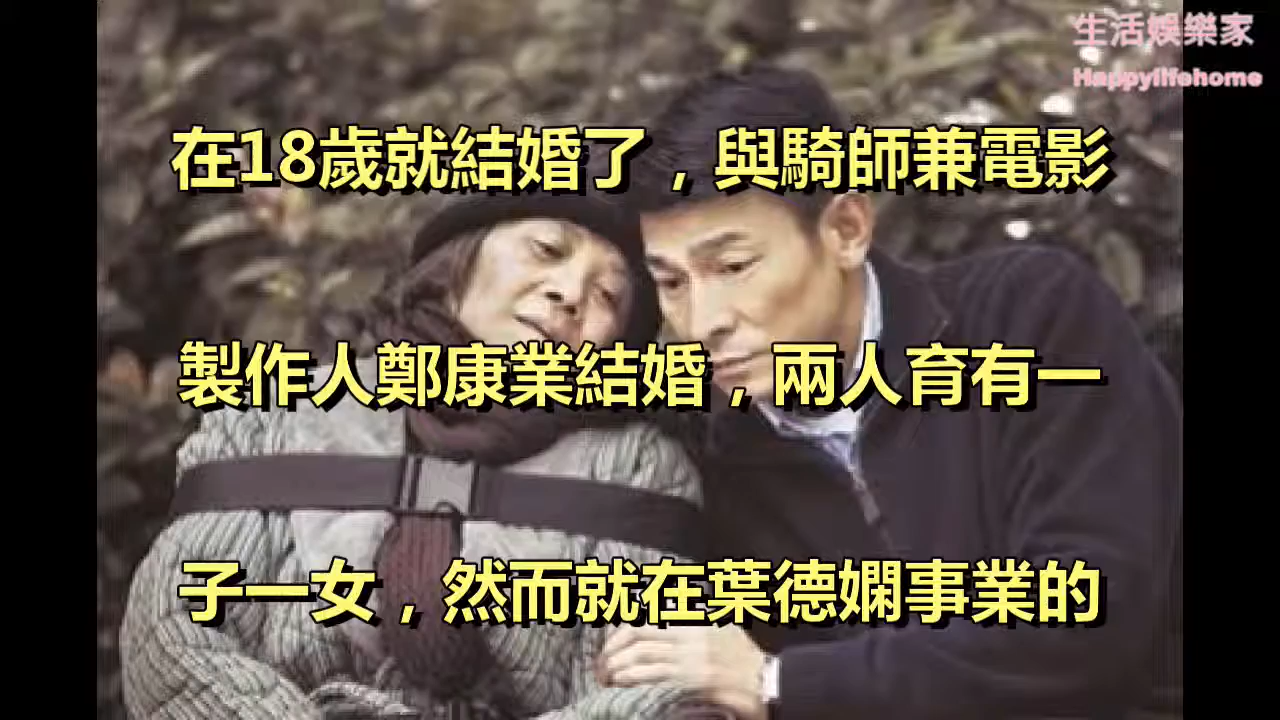 生活娛樂家
Happylifehome
在18歲就結婚了，與騎師兼電影
製作人鄭康業結婚，兩人育有一
子一女，然而就在葉德嫻事業的